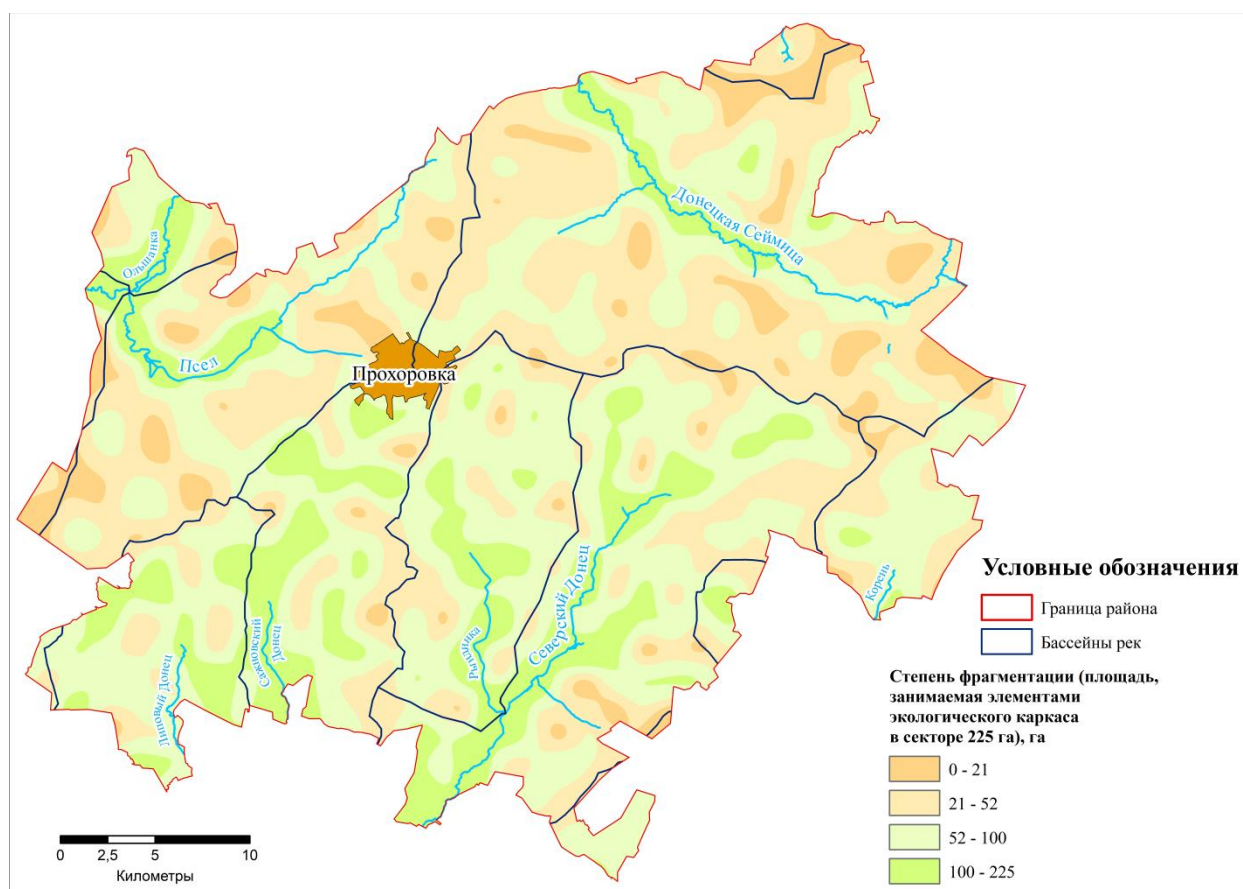 Донецкая Сеймица
Ольшанка
Псел
Прохоровка
Северский Донец
Корень
Рындинка
Сажновский
Донец
Липовый Донец
Условные обозначения
Граница района
Бассейны рек
Степень фрагментации (площадь,
занимаемая элементами
экологического каркаса
в секторе 225 га), га
0 - 21
21 - 52
52 - 100
100 - 225
0 2,5 5 10
Километры